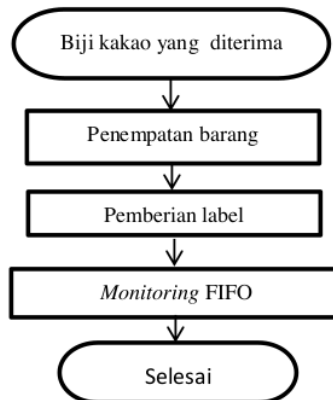 Biji kakao yang diterima
Penempatan barang
Pemberian label
Monitoring FIFO
Selesai